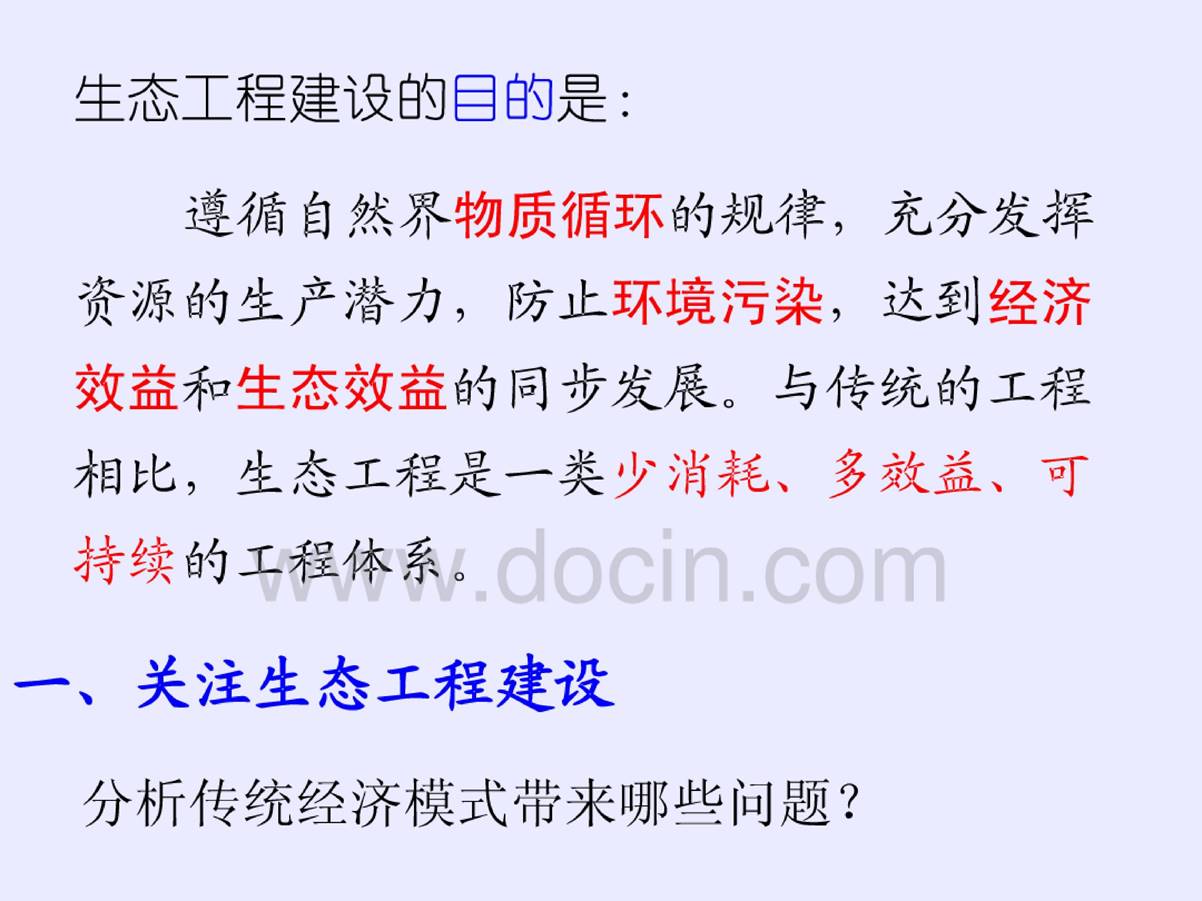 生态工程建设的目的是：
遵循自然界物质循环的规律，充分发挥
资源的生产潜力，防止环境污染，达到经济
效益和生态效益的同步发展。与传统的工程
相比，生态工程是一类少消耗、多效益、可
持续的工程体系。
www.docin.com
一、关注生态工程建设
分析传统经济模式带来哪些问题？